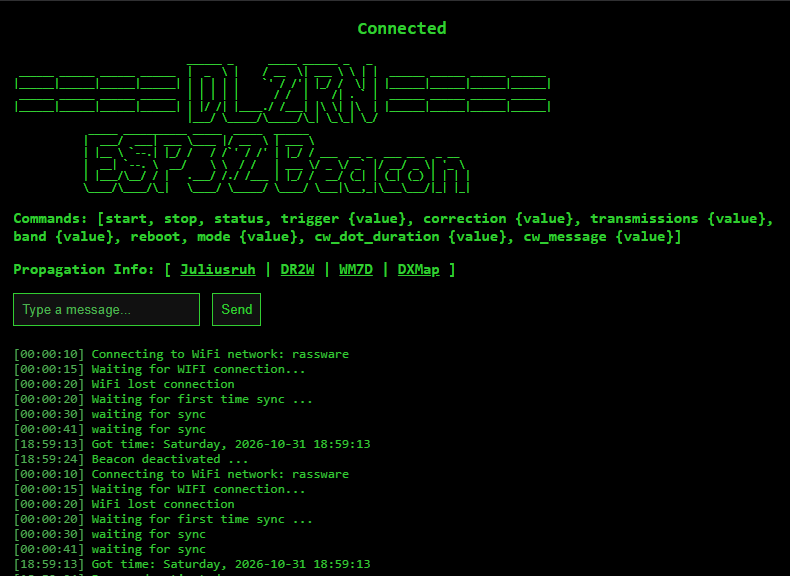 Connected
DL2RN
ESP32Beacon
Commands: [start, stop, status, trigger {value}, correction {value}, transmissions {value},
band {value}, reboot, mode {value}, cw_dot_duration {value}, cw_message {value}]
Propagation Info: [ Juliusruh | DR2W | WM7D | DXMap ]
Type a message... Send
[00:00:10] Connecting to WiFi network: rassware
[00:00:15] Waiting for WIFI connection...
[00:00:20] WiFi lost connection
[00:00:20] Waiting for first time sync ...
[00:00:30] waiting for sync
[00:00:41] waiting for sync
[18:59:13] Got time: Saturday, 2026-10-31 18:59:13
[18:59:24] Beacon deactivated ...
[00:00:10] Connecting to WiFi network: rassware
[00:00:15] Waiting for WIFI connection...
[00:00:20] WiFi lost connection
[00:00:20] Waiting for first time sync ...
[00:00:30] waiting for sync
[00:00:41] waiting for sync
[18:59:13] Got time: Saturday, 2026-10-31 18:59:13